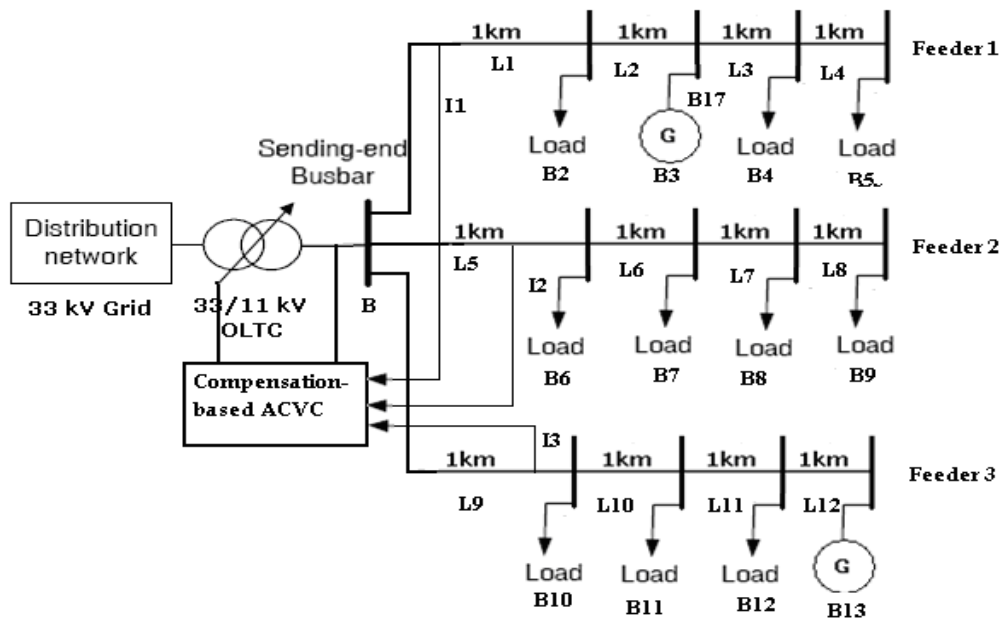 1km
1km
1km
1km
Feeder 1
L1
L2
L3
L4
I1
B17
G
Load
Load
Load
B2
B3
B4
B5
Sending-end
Busbar
Distribution
network
33 kV Grid
33/11 kV
OLTC
B
1km
1km
1km
1km
Feeder 2
L5
I2
L6
L7
L8
Load
Load
Load
Load
B6
B7
B8
B9
Compensation-
based ACVC
I3
1km
1km
1km
1km
Feeder 3
L9
L10
L11
L12
Load
Load
Load
G
B10
B11
B12
B13